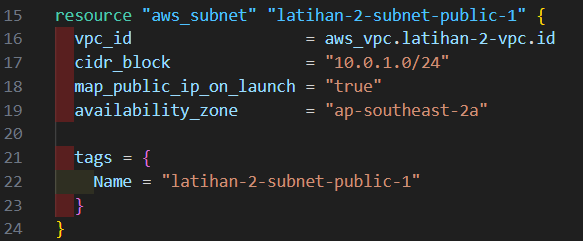 15 resource "aws_subnet" "latihan-2-subnet-public-1" {
16   vpc_id                  = aws_vpc.latihan-2-vpc.id
17   cidr_block              = "10.0.1.0/24"
18   map_public_ip_on_launch = "true"
19   availability_zone       = "ap-southeast-2a"
20
21   tags = {
22     Name = "latihan-2-subnet-public-1"
23   }
24 }